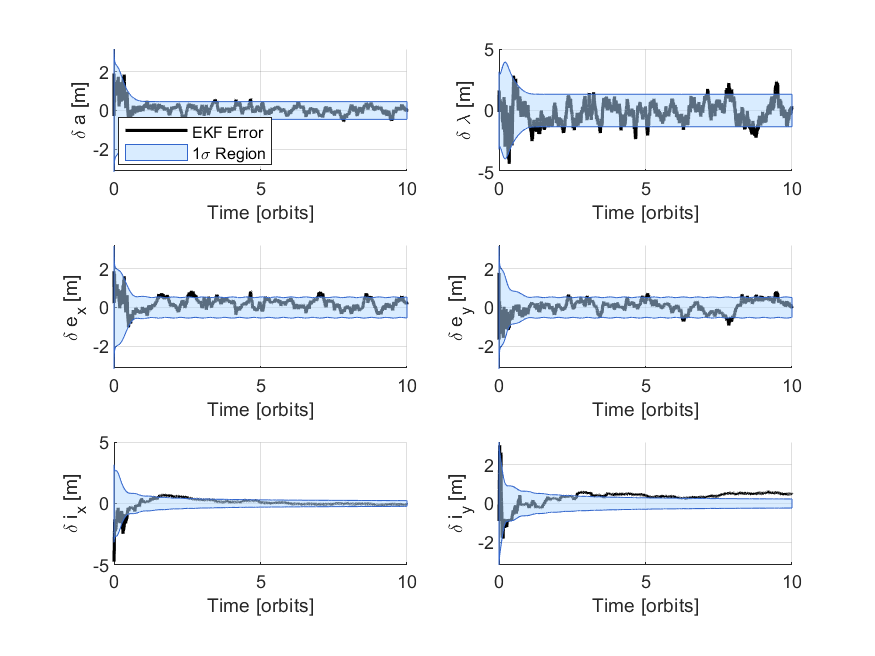 2
0
-2
δ a [m]
EKF Error
1σ Region
0
5
10
Time [orbits]
5
0
-5
δ λ [m]
0
5
10
Time [orbits]
2
0
-2
δ e_x [m]
0
5
10
Time [orbits]
2
0
-2
δ e_y [m]
0
5
10
Time [orbits]
5
0
-5
δ i_x [m]
0
5
10
Time [orbits]
2
0
-2
δ i_y [m]
0
5
10
Time [orbits]